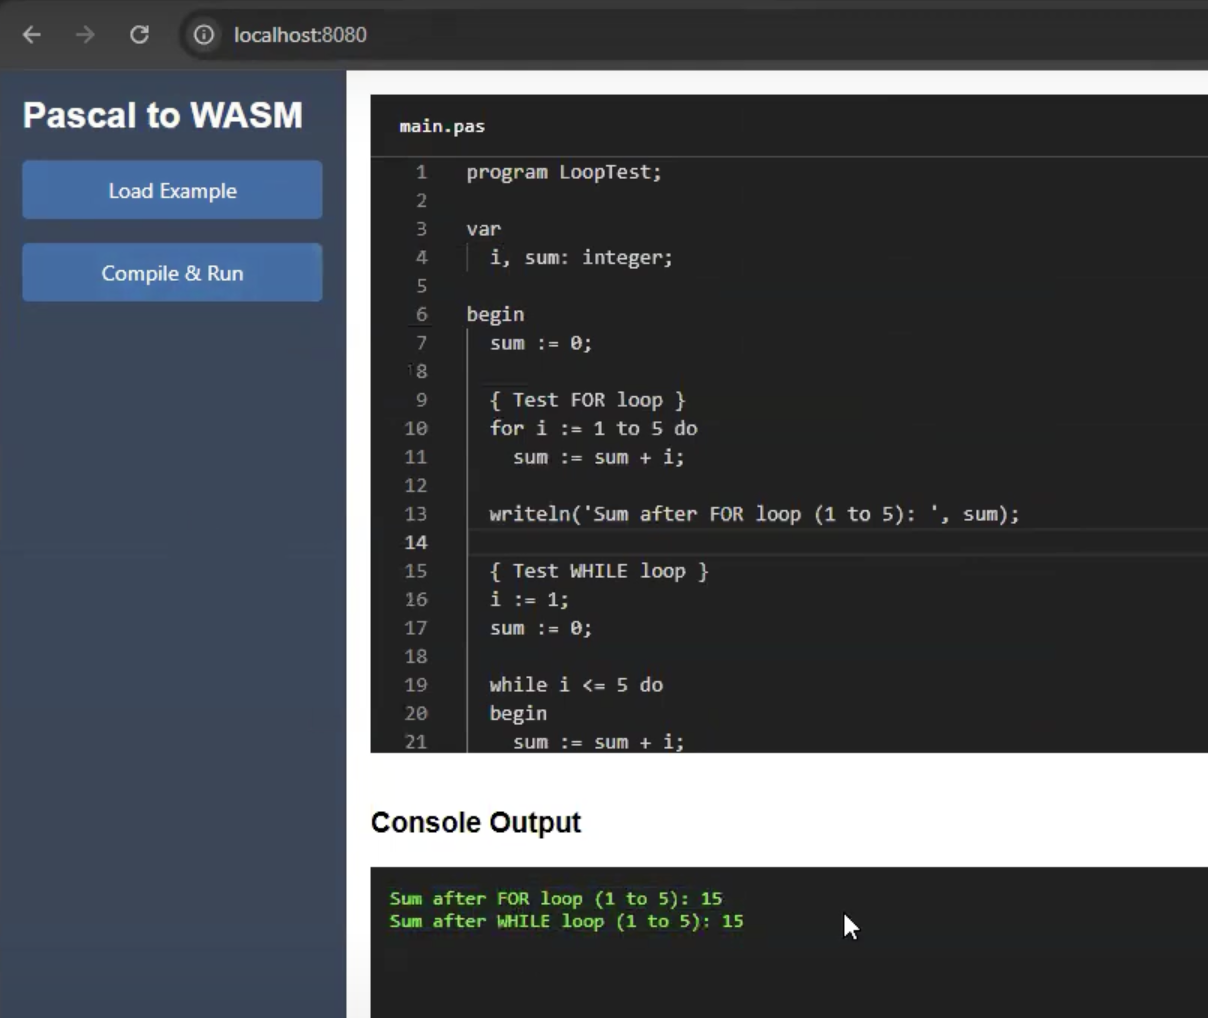 localhost:8080
Pascal to WASM
Load Example
Compile & Run
main.pas
1 program LoopTest;
2
3 var
4   i, sum: integer;
5
6 begin
7   sum := 0;
8
9   { Test FOR loop }
10   for i := 1 to 5 do
11     sum := sum + i;
12
13   writeln('Sum after FOR loop (1 to 5): ', sum);
14
15   { Test WHILE loop }
16   i := 1;
17   sum := 0;
18
19   while i <= 5 do
20   begin
21     sum := sum + i;
Console Output
Sum after FOR loop (1 to 5): 15
Sum after WHILE loop (1 to 5): 15